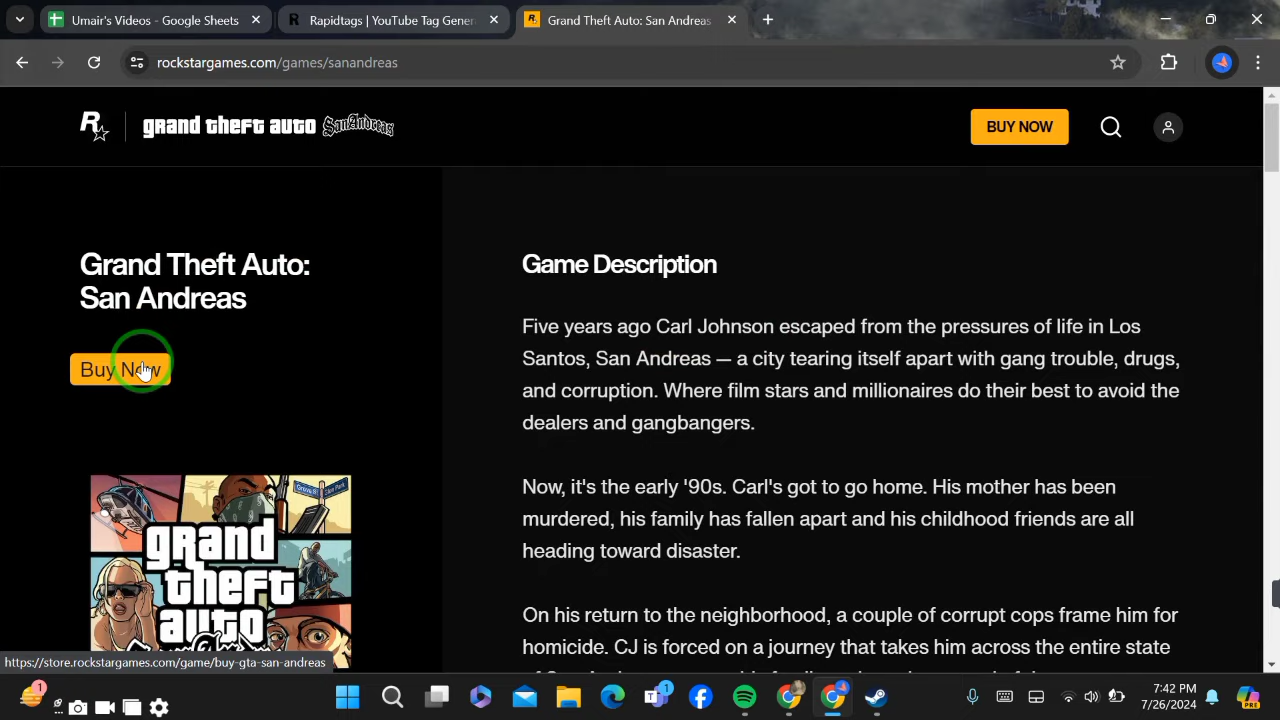 Umair's Videos - Google Sheets
Rapidtags | YouTube Tag Gener
Grand Theft Auto: San Andreas
rockstargames.com/games/sanandreas
R
grand theft auto San Andreas
BUY NOW
Grand Theft Auto:
San Andreas
Buy Now
Game Description
Five years ago Carl Johnson escaped from the pressures of life in Los
Santos, San Andreas — a city tearing itself apart with gang trouble, drugs,
and corruption. Where film stars and millionaires do their best to avoid the
dealers and gangbangers.
Now, it's the early '90s. Carl's got to go home. His mother has been
murdered, his family has fallen apart and his childhood friends are all
heading toward disaster.
On his return to the neighborhood, a couple of corrupt cops frame him for
homicide. CJ is forced on a journey that takes him across the entire state
grand
theft
auto
https://store.rockstargames.com/game/buy-gta-san-andreas
1
1
7:42 PM
7/26/2024
PRE